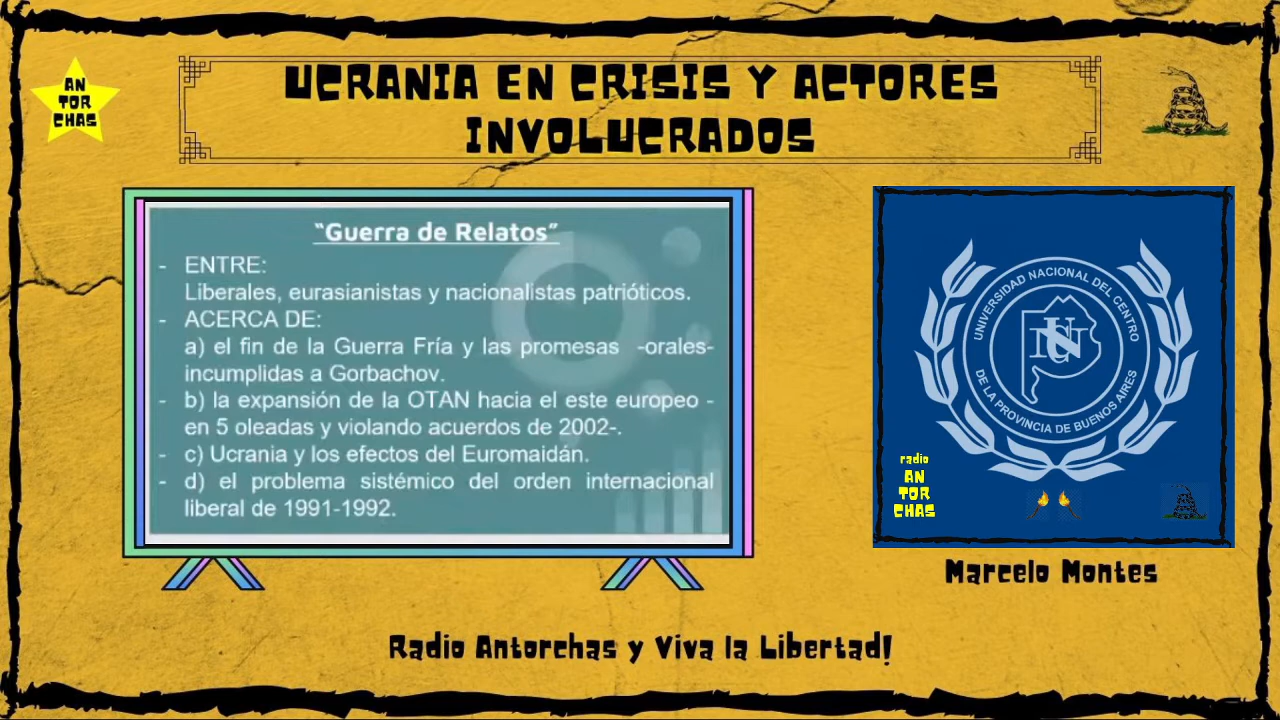 AN
TOR
CHAS
UCRANIA EN CRISIS Y ACTORES
INVOLUCRADOS
“Guerra de Relatos”
- ENTRE:
Liberales, eurasianistas y nacionalistas patrióticos.
- ACERCA DE:
a) el fin de la Guerra Fría y las promesas -orales-
incumplidas a Gorbachov.
- b) la expansión de la OTAN hacia el este europeo -
en 5 oleadas y violando acuerdos de 2002-.
- c) Ucrania y los efectos del Euromaidán.
- d) el problema sistémico del orden internacional
liberal de 1991-1992.
UNIVERSIDAD NACIONAL DEL CENTRO
DE LA PROVINCIA DE BUENOS AIRES
UNC
radio
AN
TOR
CHAS
Marcelo Montes
Radio Antorchas y Viva la Libertad!